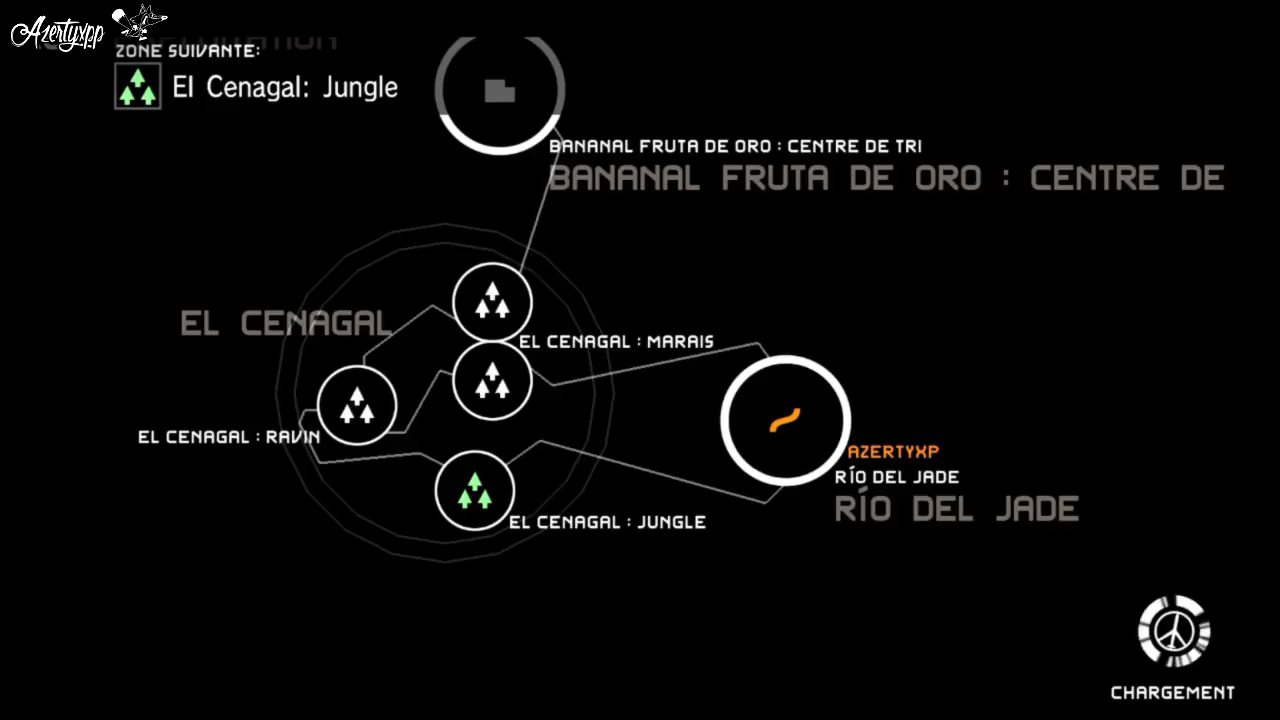 Azertyxpp
ZONE SUIVANTE:
El Cenagal: Jungle
BANANAL FRUTA DE ORO : CENTRE DE TRI
BANANAL FRUTA DE ORO : CENTRE DE
EL CENAGAL
EL CENAGAL : MARAIS
EL CENAGAL : RAVIN
AZERTYXP
RÍO DEL JADE
RÍO DEL JADE
EL CENAGAL : JUNGLE
CHARGEMENT